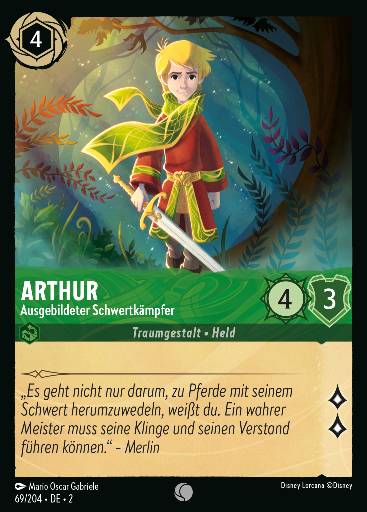 4
ARTHUR
Ausgebildeter Schwertkämpfer
4
3
Traumgestalt • Held
„Es geht nicht nur darum, zu Pferde mit seinem
Schwert herumzuwedeln, weißt du. Ein wahrer
Meister muss seine Klinge und seinen Verstand
führen können.“ - Merlin
Mario Oscar Gabriele
Disney Lorcana ©Disney
69/204 • DE • 2